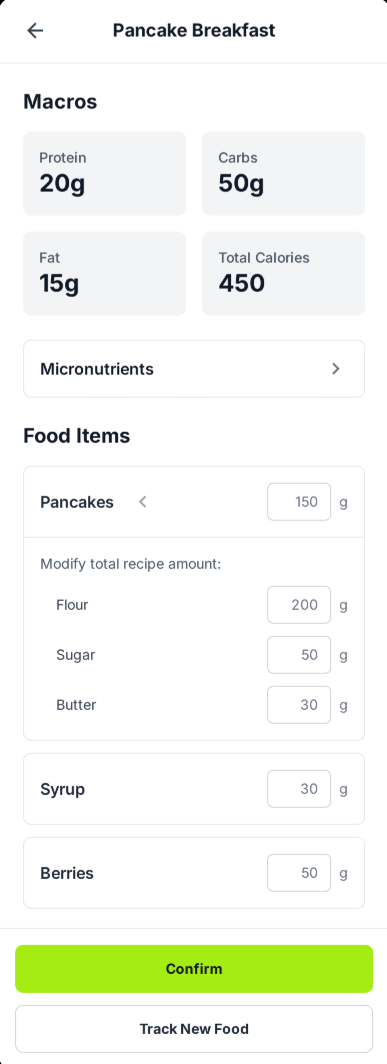 Pancake Breakfast
Macros
Protein
20g
Carbs
50g
Fat
15g
Total Calories
450
Micronutrients
Food Items
Pancakes 150 g
Modify total recipe amount:
Flour 200 g
Sugar 50 g
Butter 30 g
Syrup 30 g
Berries 50 g
Confirm
Track New Food